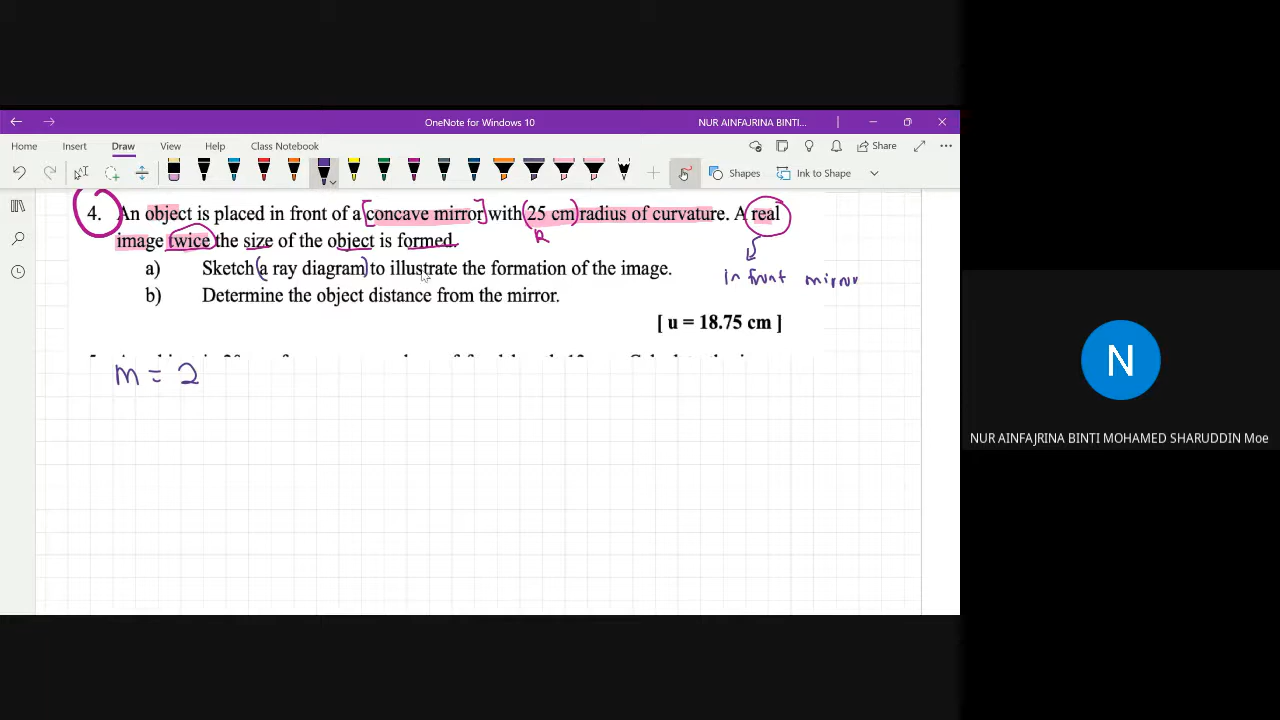 OneNote for Windows 10
NUR AINFAJRINA BINTI...
Home Insert Draw View Help Class Notebook
Share
Shapes Ink to Shape
4. An object is placed in front of a [concave mirror] with (25 cm) radius of curvature. A real
image twice the size of the object is formed.
R
a) Sketch (a ray diagram) to illustrate the formation of the image.
in front mirror
b) Determine the object distance from the mirror.
[ u = 18.75 cm ]
m = 2
N
NUR AINFAJRINA BINTI MOHAMED SHARUDDIN Moe